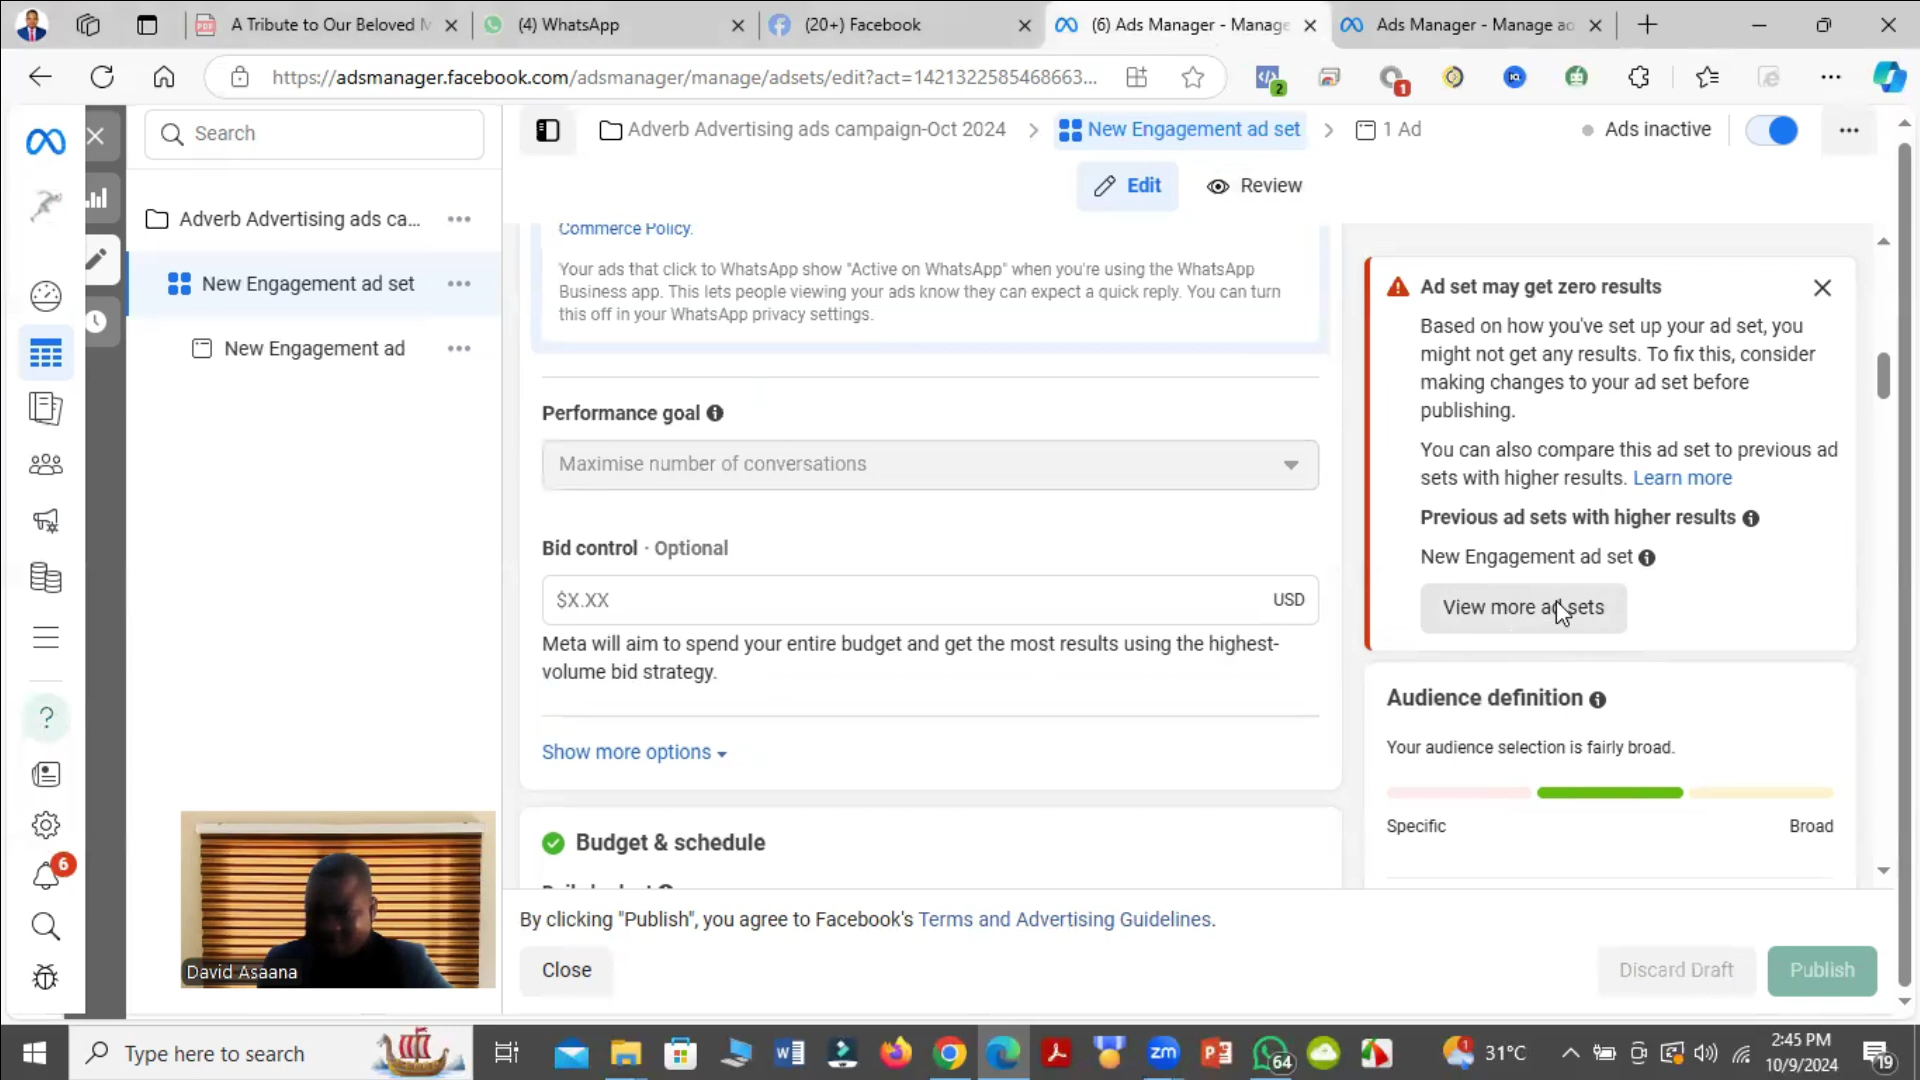 A Tribute to Our Beloved M
(4) WhatsApp
(20+) Facebook
(6) Ads Manager - Manage
Ads Manager - Manage ad
https://adsmanager.facebook.com/adsmanager/manage/adsets/edit?act=1421322585468663...
2
1
Search
Adverb Advertising ads campaign-Oct 2024
New Engagement ad set
1 Ad
Ads inactive
Edit
Review
Adverb Advertising ads ca...
New Engagement ad set
New Engagement ad
Commerce Policy.
Your ads that click to WhatsApp show "Active on WhatsApp" when you're using the WhatsApp
Business app. This lets people viewing your ads know they can expect a quick reply. You can turn
this off in your WhatsApp privacy settings.
Performance goal
Maximise number of conversations
Bid control · Optional
$X.XX
USD
Meta will aim to spend your entire budget and get the most results using the highest-
volume bid strategy.
Show more options
Budget & schedule
Ad set may get zero results
Based on how you've set up your ad set, you
might not get any results. To fix this, consider
making changes to your ad set before
publishing.
You can also compare this ad set to previous ad
sets with higher results. Learn more
Previous ad sets with higher results
New Engagement ad set
View more ad sets
Audience definition
Your audience selection is fairly broad.
Specific
Broad
By clicking "Publish", you agree to Facebook's Terms and Advertising Guidelines.
Close
Discard Draft
Publish
6
David Asaana
Type here to search
zm
64
1
31°C
2:45 PM
10/9/2024
19